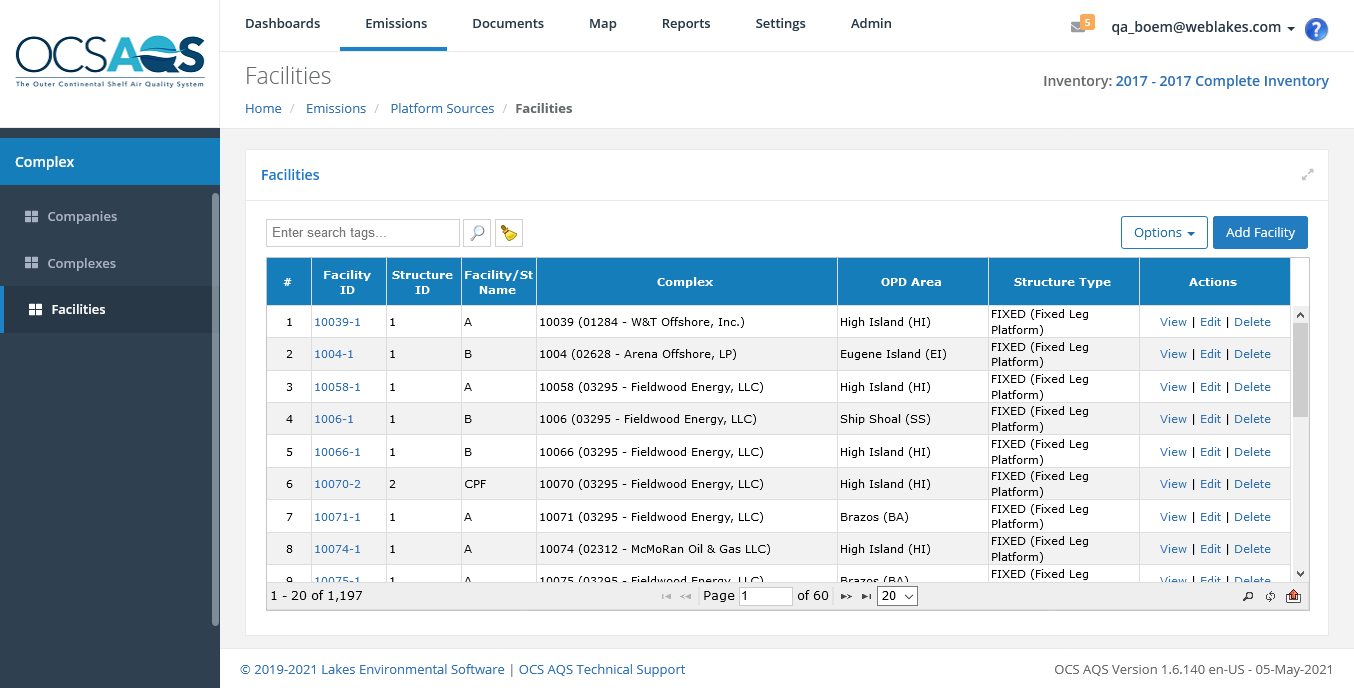 OCSAQS
The Outer Continental Shelf Air Quality System
Dashboards Emissions Documents Map Reports Settings Admin 5 qa_boem@weblakes.com ?
Facilities
Inventory: 2017 - 2017 Complete Inventory
Home / Emissions / Platform Sources / Facilities
Complex
Companies
Complexes
Facilities
Facilities
Enter search tags... Options Add Facility
# Facility ID Structure ID Facility/St Name Complex OPD Area Structure Type Actions
1 10039-1 1 A 10039 (01284 - W&T Offshore, Inc.) High Island (HI) FIXED (Fixed Leg Platform) View | Edit | Delete
2 1004-1 1 B 1004 (02628 - Arena Offshore, LP) Eugene Island (EI) FIXED (Fixed Leg Platform) View | Edit | Delete
3 10058-1 1 A 10058 (03295 - Fieldwood Energy, LLC) High Island (HI) FIXED (Fixed Leg Platform) View | Edit | Delete
4 1006-1 1 B 1006 (03295 - Fieldwood Energy, LLC) Ship Shoal (SS) FIXED (Fixed Leg Platform) View | Edit | Delete
5 10066-1 1 B 10066 (03295 - Fieldwood Energy, LLC) High Island (HI) FIXED (Fixed Leg Platform) View | Edit | Delete
6 10070-2 2 CPF 10070 (03295 - Fieldwood Energy, LLC) High Island (HI) FIXED (Fixed Leg Platform) View | Edit | Delete
7 10071-1 1 A 10071 (03295 - Fieldwood Energy, LLC) Brazos (BA) FIXED (Fixed Leg Platform) View | Edit | Delete
8 10074-1 1 A 10074 (02312 - McMoRan Oil & Gas LLC) High Island (HI) FIXED (Fixed Leg Platform) View | Edit | Delete
9 10075-1 1 A 10075 (03295 - Fieldwood Energy, LLC) Brazos (BA) FIXED (Fixed Leg View | Edit | Delete
1 - 20 of 1,197 Page 1 of 60 20
© 2019-2021 Lakes Environmental Software | OCS AQS Technical Support OCS AQS Version 1.6.140 en-US - 05-May-2021